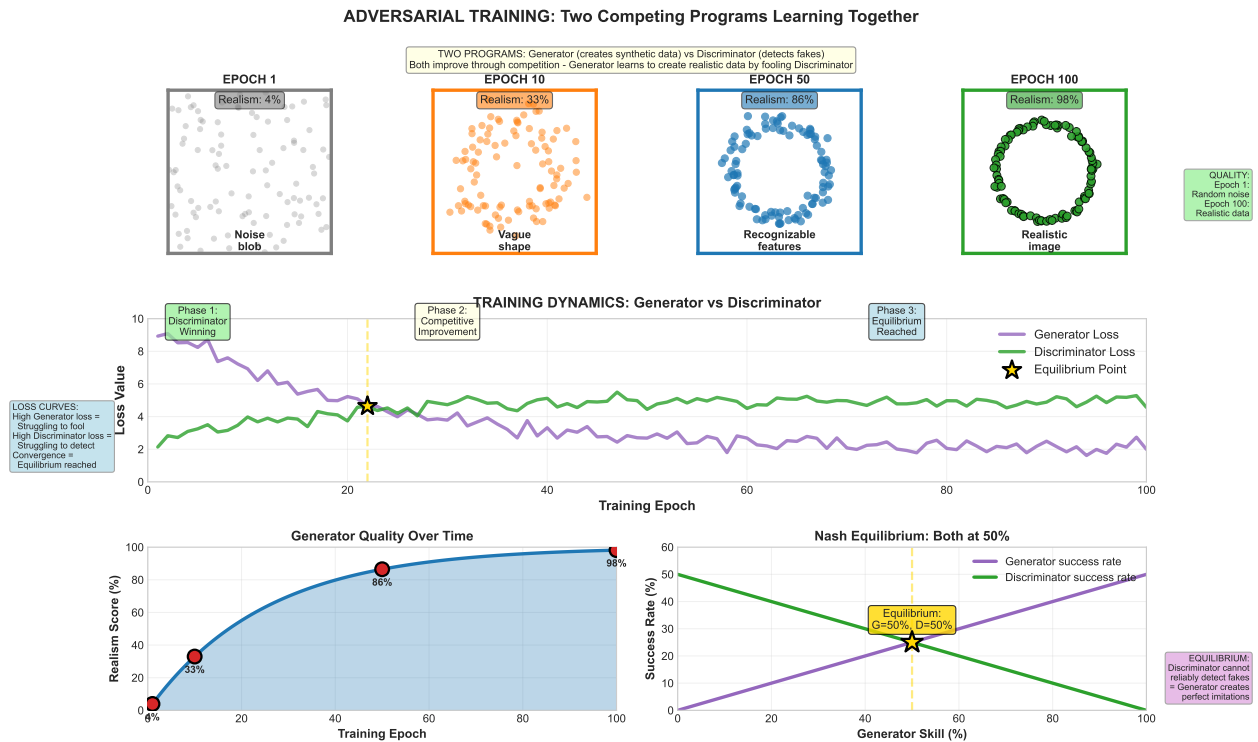 ADVERSARIAL TRAINING: Two Competing Programs Learning Together
TWO PROGRAMS: Generator (creates synthetic data) vs Discriminator (detects fakes)
Both improve through competition - Generator learns to create realistic data by fooling Discriminator
EPOCH 1
Realism: 4%
Noise
blob
EPOCH 10
Realism: 33%
Vague
shape
EPOCH 50
Realism: 86%
Recognizable
features
EPOCH 100
Realism: 98%
Realistic
image
QUALITY:
Epoch 1:
Random noise
Epoch 100:
Realistic data
TRAINING DYNAMICS: Generator vs Discriminator
Phase 1:
Discriminator
Winning
Phase 2:
Competitive
Improvement
Phase 3:
Equilibrium
Reached
Generator Loss
Discriminator Loss
Equilibrium Point
LOSS CURVES:
High Generator loss =
Struggling to fool
High Discriminator loss =
Struggling to detect
Convergence =
Equilibrium reached
Loss Value
10
8
6
4
2
0
0 20 40 60 80 100
Training Epoch
Generator Quality Over Time
Realism Score (%)
100
80
60
40
20
0
4%
33%
86%
98%
0 20 40 60 80 100
Training Epoch
Nash Equilibrium: Both at 50%
Success Rate (%)
60
50
40
30
20
10
0
Generator success rate
Discriminator success rate
Equilibrium:
G=50%, D=50%
0 20 40 60 80 100
Generator Skill (%)
EQUILIBRIUM:
Discriminator cannot
reliably detect fakes
= Generator creates
perfect imitations